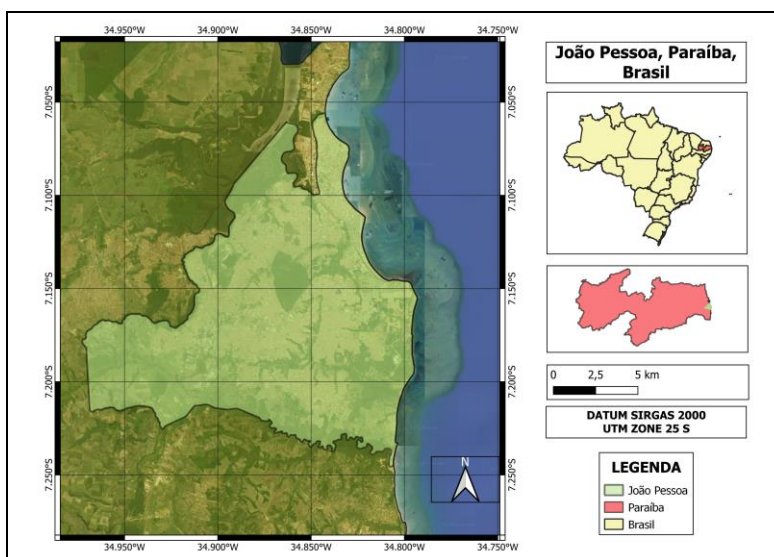 34.950°W 34.900°W 34.850°W 34.800°W 34.750°W
7.050°S 7.050°S
7.100°S 7.100°S
7.150°S 7.150°S
7.200°S 7.200°S
7.250°S 7.250°S
N
34.950°W 34.900°W 34.850°W 34.800°W 34.750°W
João Pessoa, Paraíba,
Brasil
0 2,5 5 km
DATUM SIRGAS 2000
UTM ZONE 25 S
LEGENDA
João Pessoa
Paraíba
Brasil